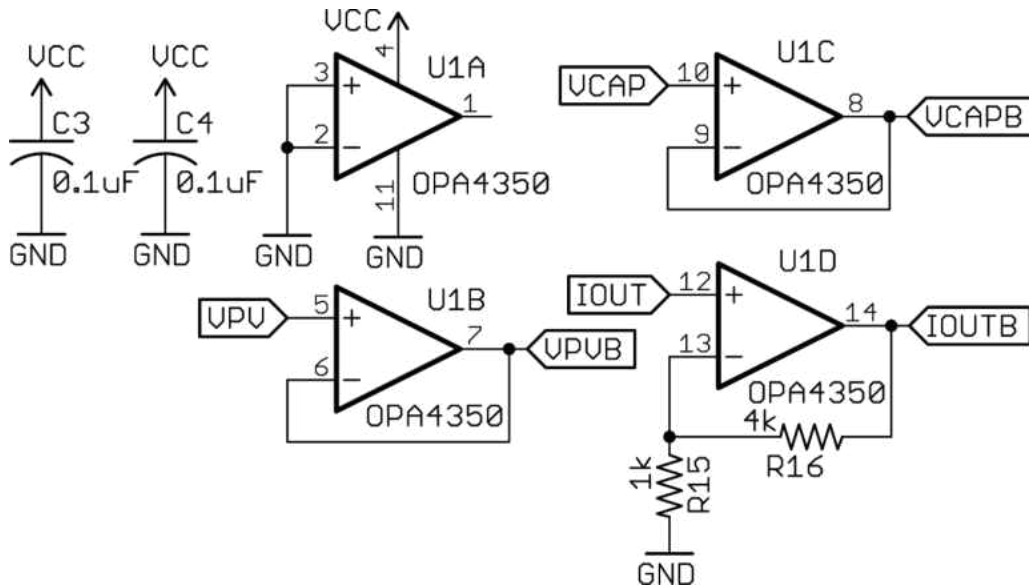 VCC
C3
0.1uF
GND
VCC
C4
0.1uF
GND
VCC
4
3
+
2
−
U1A
1
OPA4350
11
GND
GND
VCAP
10
+
9
−
U1C
8
VCAPB
OPA4350
VPV
5
+
6
−
U1B
7
VPVB
OPA4350
IOUT
12
+
13
−
U1D
14
IOUTB
OPA4350
4k
R16
1k
R15
GND